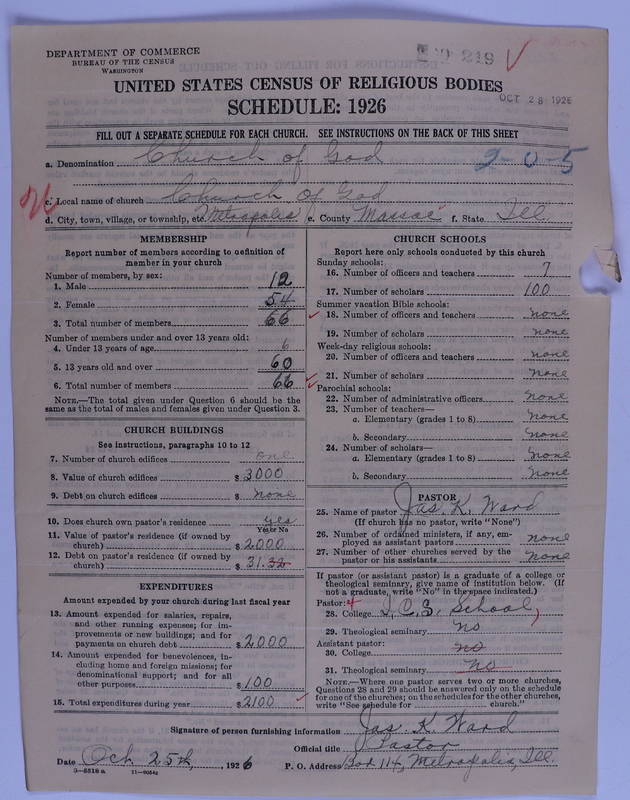 DEPARTMENT OF COMMERCE
BUREAU OF THE CENSUS
WASHINGTON
219
UNITED STATES CENSUS OF RELIGIOUS BODIES
SCHEDULE: 1926
OCT 28 1926
FILL OUT A SEPARATE SCHEDULE FOR EACH CHURCH. SEE INSTRUCTIONS ON THE BACK OF THIS SHEET
a. Denomination Church of God
2-0-5
c. Local name of church Church of God
d. City, town, village, or township, etc. Metropolis e. County Massac f. State Ill
MEMBERSHIP
Report number of members according to definition of
member in your church
Number of members, by sex:
1. Male 12
2. Female 54
3. Total number of members 66
Number of members under and over 13 years old:
4. Under 13 years of age 6
5. 13 years old and over 60
6. Total number of members 66
NOTE.—The total given under Question 6 should be the
same as the total of males and females given under Question 3.
CHURCH BUILDINGS
See instructions, paragraphs 10 to 12
7. Number of church edifices one
8. Value of church edifices $3000
9. Debt on church edifices $ none
10. Does church own pastor's residence yes
Yes or No
11. Value of pastor's residence (if owned by
church) $2000
12. Debt on pastor's residence (if owned by
church) $31.32
EXPENDITURES
Amount expended by your church during last fiscal year
13. Amount expended for salaries, repairs,
and other running expenses; for im-
provements or new buildings; and for
payments on church debt $2000
14. Amount expended for benevolences, in-
cluding home and foreign missions; for
denominational support; and for all
other purposes $100
15. Total expenditures during year $2100
CHURCH SCHOOLS
Report here only schools conducted by this church
Sunday schools:
16. Number of officers and teachers 7
17. Number of scholars 100
Summer vacation Bible schools:
18. Number of officers and teachers none
19. Number of scholars none
Week-day religious schools:
20. Number of officers and teachers none
21. Number of scholars none
Parochial schools:
22. Number of administrative officers none
23. Number of teachers—
a. Elementary (grades 1 to 8) none
b. Secondary none
24. Number of scholars—
a. Elementary (grades 1 to 8) none
b. Secondary none
PASTOR
25. Name of pastor Jas. K. Ward
(If church has no pastor, write "None")
26. Number of ordained ministers, if any, em-
ployed as assistant pastors none
27. Number of other churches served by the
pastor or his assistants none
If pastor (or assistant pastor) is a graduate of a college or
theological seminary, give name of institution below. (If
not a graduate, write "No" in the space indicated.)
Pastor:
28. College I.C.S. School
29. Theological seminary no
Assistant pastor:
30. College no
31. Theological seminary no
NOTE.—Where one pastor serves two or more churches,
Questions 28 and 29 should be answered only on the schedule
for one of the churches; on the schedules for the other churches,
write "See schedule for church."
Signature of person furnishing information Jas. K Ward
Official title Pastor
Date Oct 25th, 1926 P. O. Address Box 114, Metropolis, Ill.
3—5518 a 11—9054g